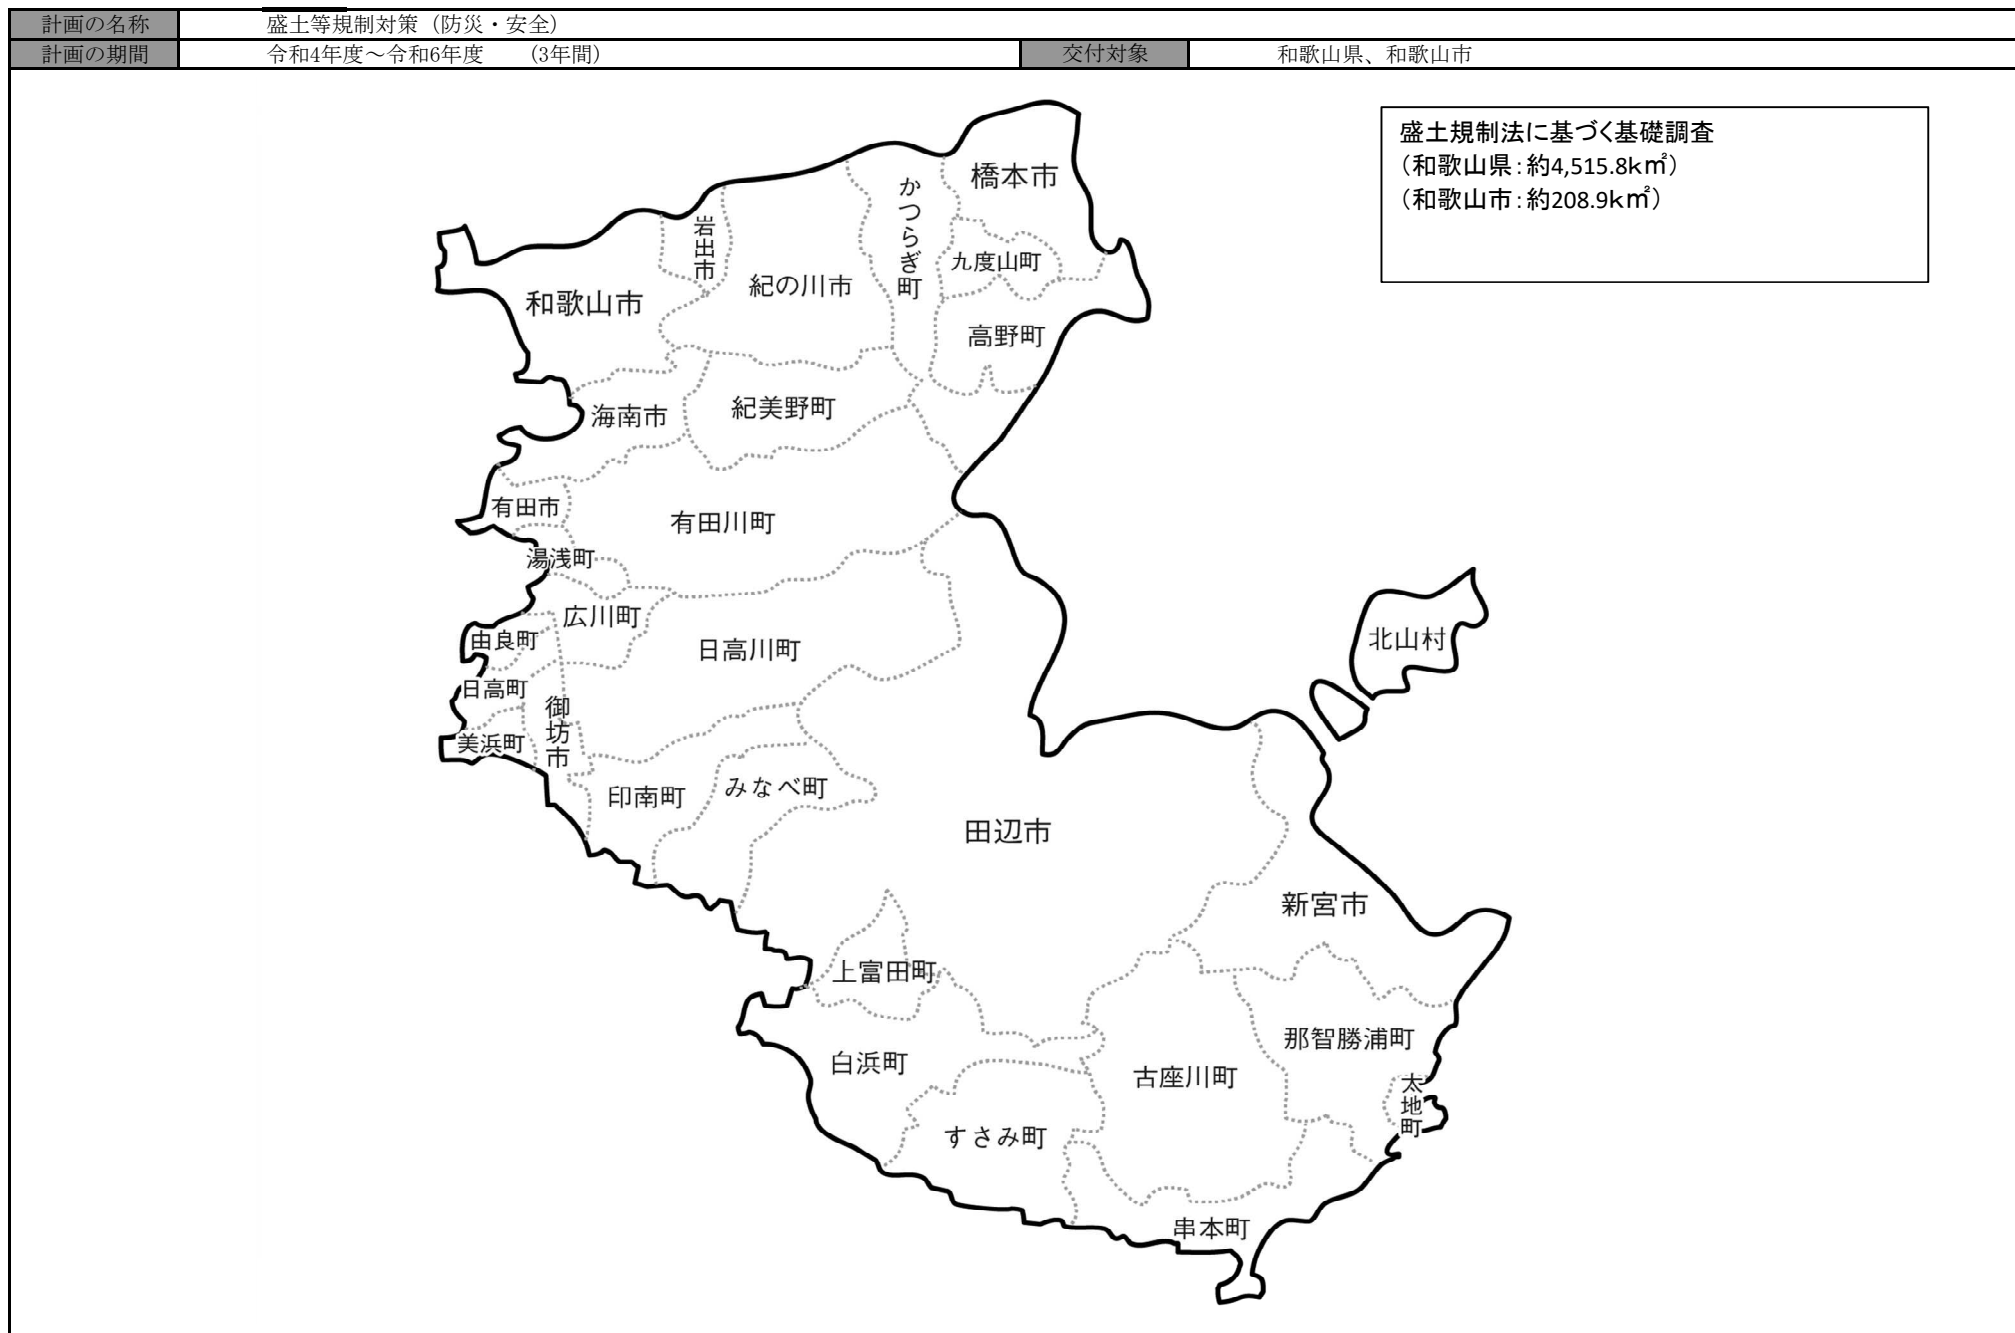 計画の名称 盛土等規制対策（防災・安全）
計画の期間 令和4年度～令和6年度 （3年間） 交付対象 和歌山県、和歌山市
盛土規制法に基づく基礎調査
（和歌山県：約4,515.8k㎡）
（和歌山市：約208.9k㎡）
橋本市
かつらぎ町
岩出市
九度山町
紀の川市
和歌山市
高野町
紀美野町
海南市
有田市
有田川町
湯浅町
広川町
由良町
日高川町
北山村
日高町
御坊市
美浜町
印南町
みなべ町
田辺市
新宮市
上富田町
那智勝浦町
白浜町
古座川町
太地町
すさみ町
串本町